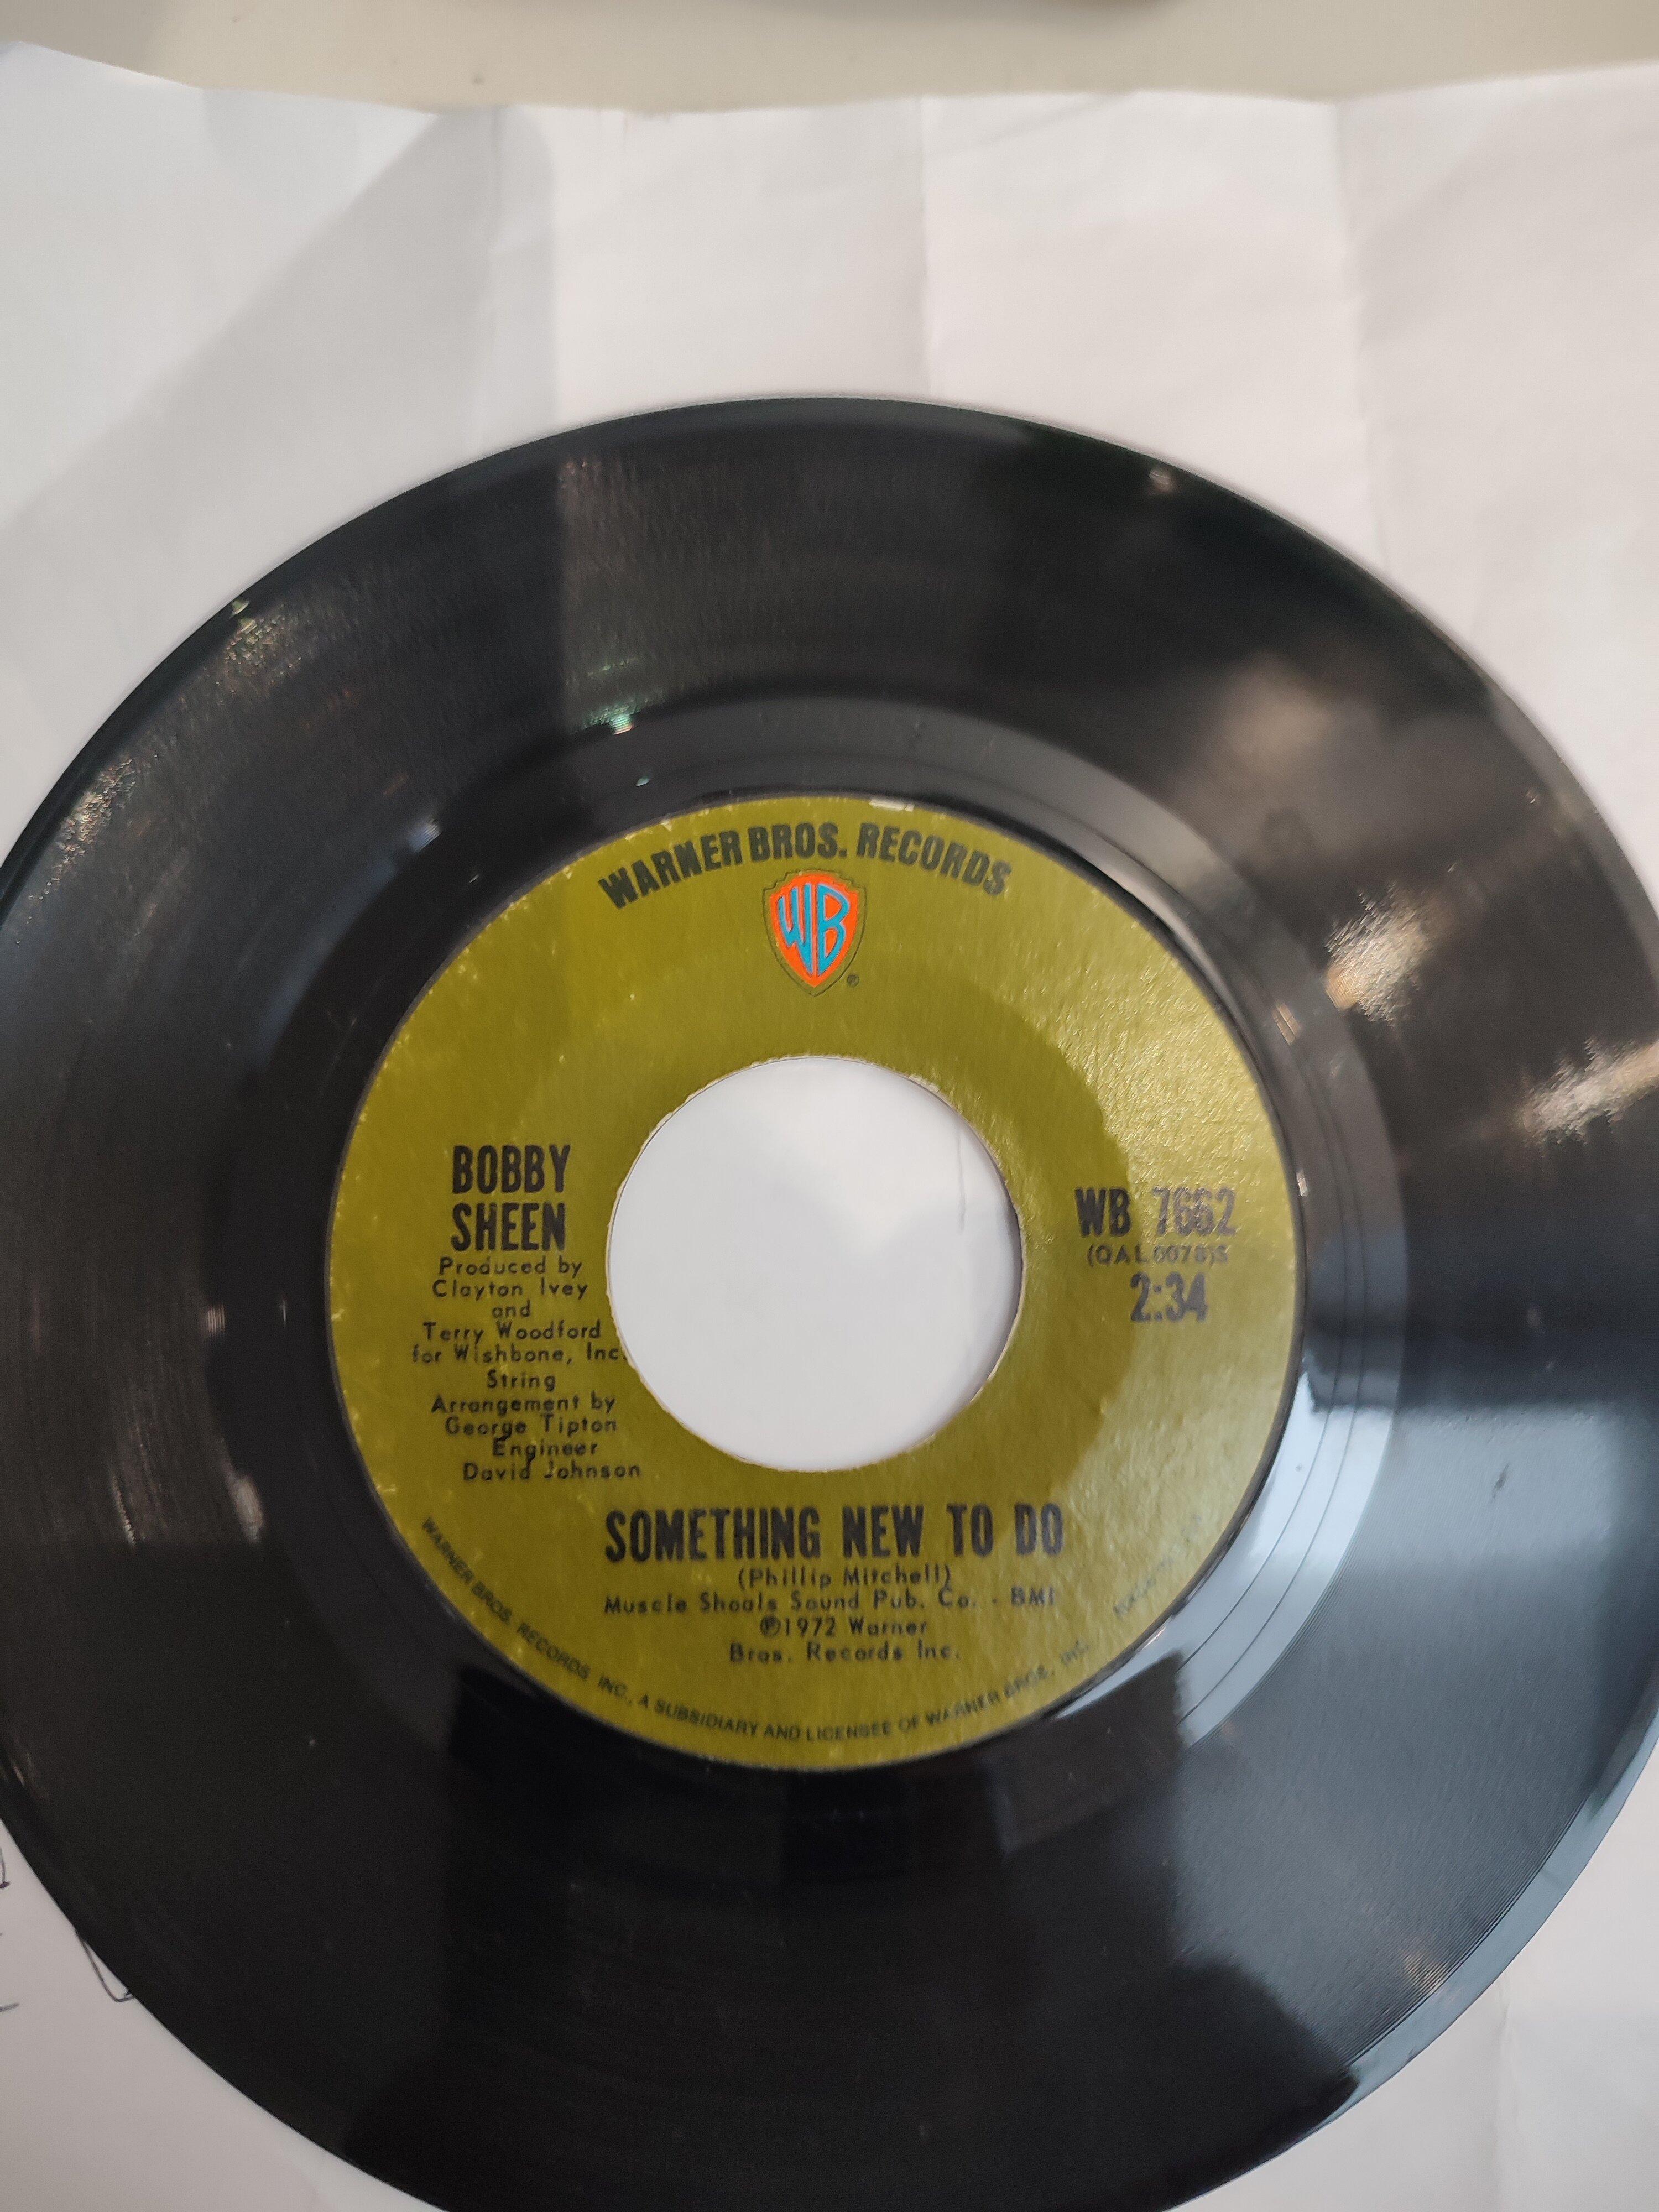 WARNER BROS. RECORDS
WB
®
BOBBY
SHEEN
Produced by
Clayton Ivey
and
Terry Woodford
for Wishbone, Inc.
String
Arrangement by
George Tipton
Engineer
David Johnson
WB 7662
(QAL0078)S
2:34
SOMETHING NEW TO DO
(Phillip Mitchell)
Muscle Shoals Sound Pub. Co. - BMI
℗1972 Warner
Bros. Records Inc.
WARNER BROS. RECORDS INC., A SUBSIDIARY AND LICENSEE OF WARNER BROS. INC.